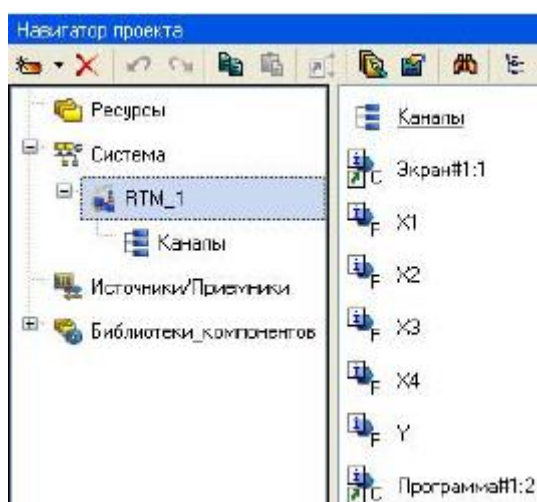 Навигатор проекта
Ресурсы
Система
RTM_1
Каналы
Источники/Приемники
Библиотеки_компонентов
Каналы
Экран#1:1
X1
X2
X3
X4
Y
Программа#1:2